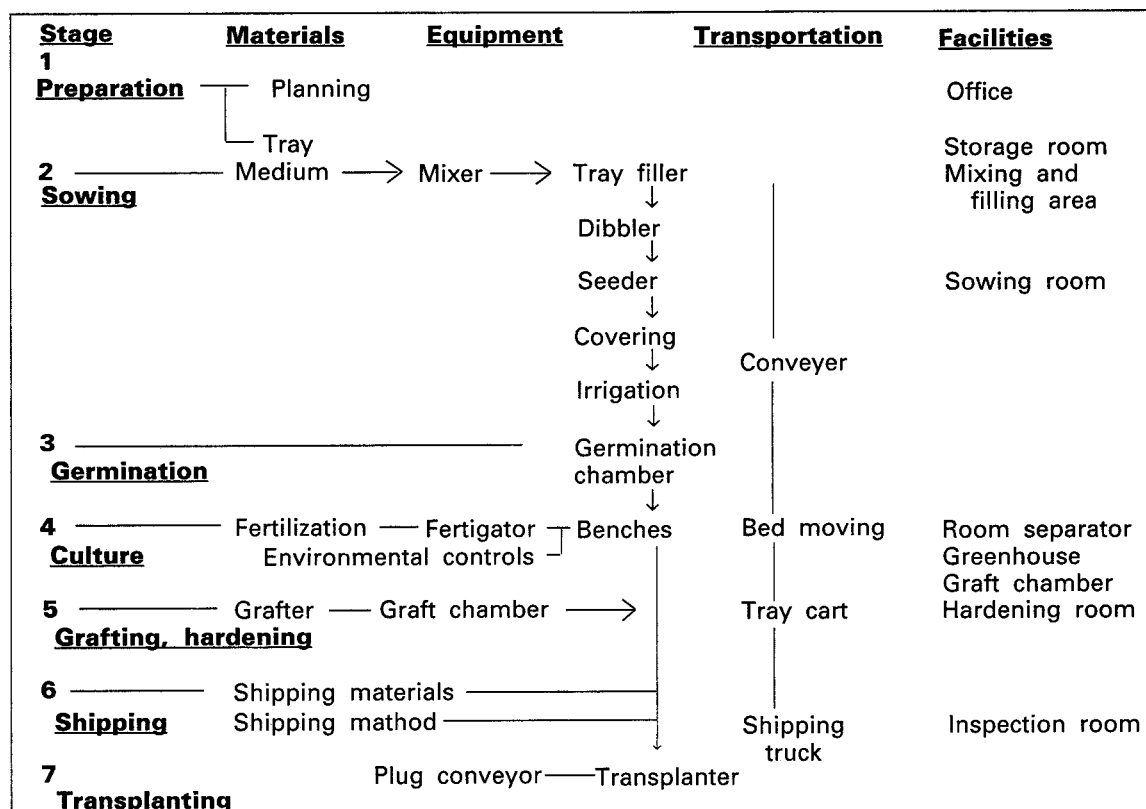 Stage Materials Equipment Transportation Facilities
1
Preparation Planning Office
Tray Storage room
2 Medium Mixer Tray filler Mixing and
Sowing filling area
Dibbler
Seeder Sowing room
Covering
Conveyer
Irrigation
3 Germination
Germination chamber
4 Fertilization Fertigator Benches Bed moving Room separator
Culture Environmental controls Greenhouse
Graft chamber
5 Grafter Graft chamber Tray cart Hardening room
Grafting, hardening
6 Shipping materials
Shipping Shipping mathod Shipping Inspection room
truck
7 Plug conveyor Transplanter
Transplanting